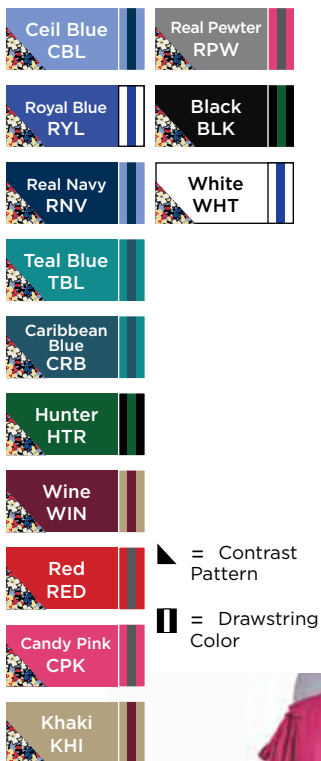 Ceil Blue
CBL
Real Pewter
RPW
Royal Blue
RYL
Black
BLK
Real Navy
RNV
White
WHT
Teal Blue
TBL
Caribbean
Blue
CRB
Hunter
HTR
Wine
WIN
Red
RED
Candy Pink
CPK
Khaki
KHI
= Contrast
Pattern
= Drawstring
Color